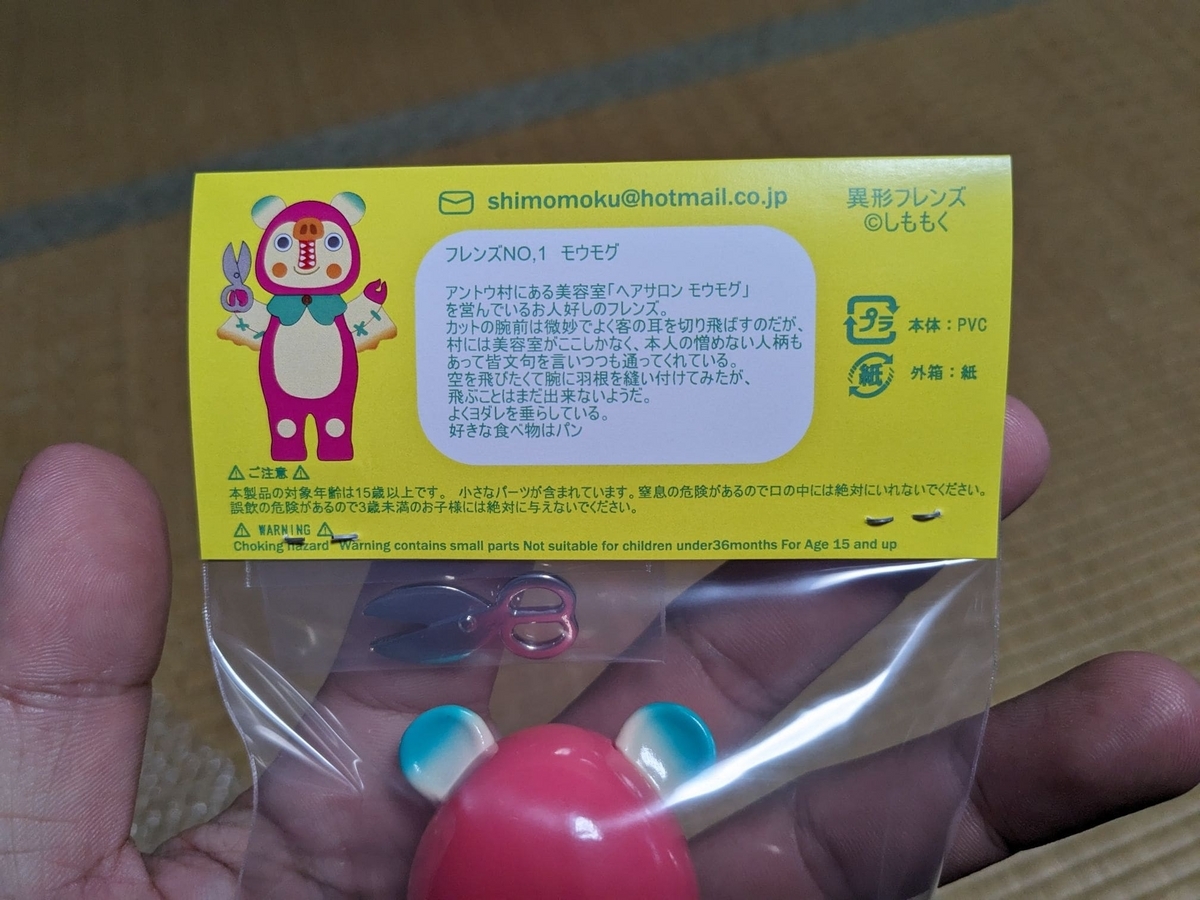 shimomoku@hotmail.co.jp
異形フレンズ
©しももく
フレンズNO,1 モウモグ
アントウ村にある美容室「ヘアサロン モウモグ」
を営んでいるお人好しのフレンズ。
カットの腕前は微妙でよく客の耳を切り飛ばすのだが、
村には美容室がここしかなく、本人の憎めない人柄も
あって皆文句を言いつつも通ってくれている。
空を飛びたくて腕に羽根を縫い付けてみたが、
飛ぶことはまだ出来ないようだ。
よくヨダレを垂らしている。
好きな食べ物はパン
プラ 本体：PVC
紙 外箱：紙
⚠ご注意⚠
本製品の対象年齢は15歳以上です。 小さなパーツが含まれています。窒息の危険があるので口の中には絶対にいれないでください。
誤飲の危険があるので3歳未満のお子様には絶対に与えないでください。
⚠ WARNING ⚠
Choking hazard Warning contains small parts Not suitable for children under36months For Age 15 and up